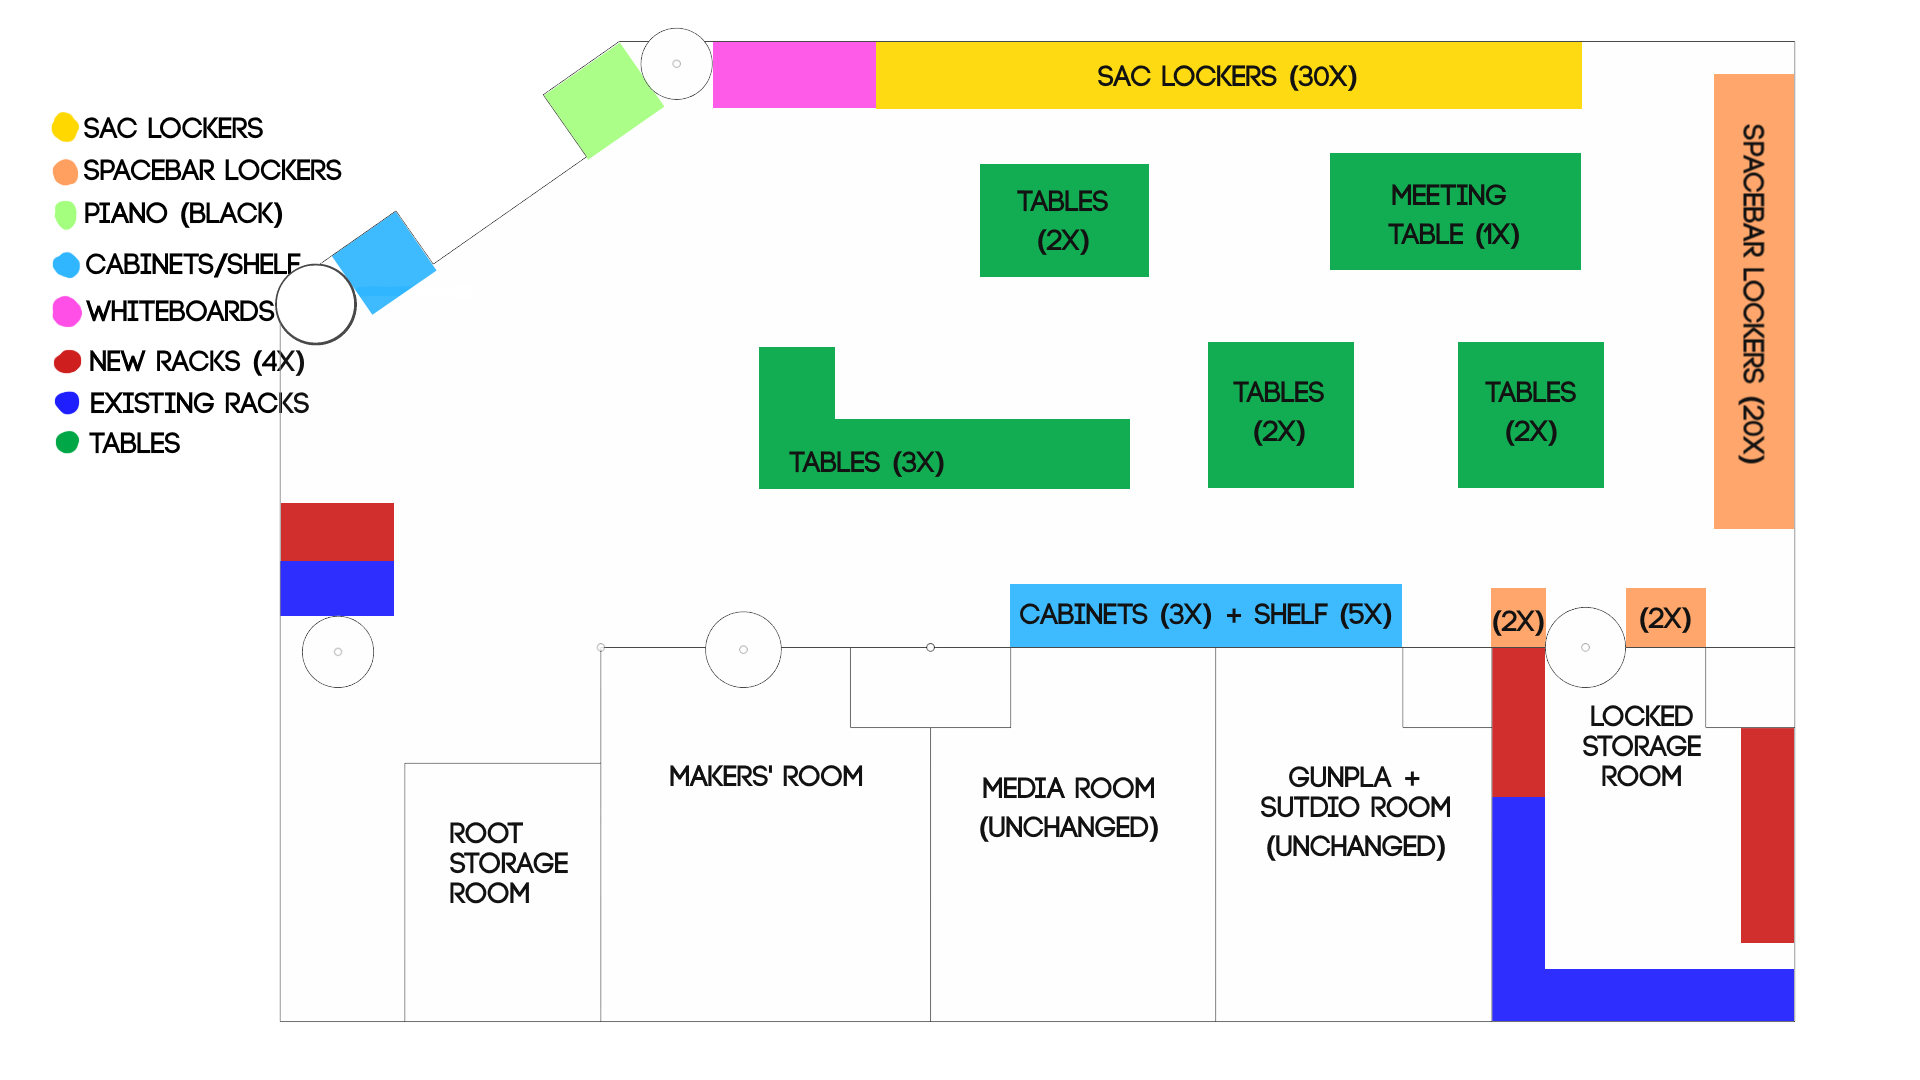 SAC LOCKERS
SPACEBAR LOCKERS
PIANO (BLACK)
CABINETS/SHELF
WHITEBOARDS
NEW RACKS (4X)
EXISTING RACKS
TABLES
SAC LOCKERS (30X)
SPACEBAR LOCKERS (20X)
TABLES
(2X)
MEETING
TABLE (1X)
TABLES (3X)
TABLES
(2X)
TABLES
(2X)
CABINETS (3X) + SHELF (5X)
(2X)
(2X)
ROOT
STORAGE
ROOM
MAKERS' ROOM
MEDIA ROOM
(UNCHANGED)
GUNPLA +
SUTDIO ROOM
(UNCHANGED)
LOCKED
STORAGE
ROOM